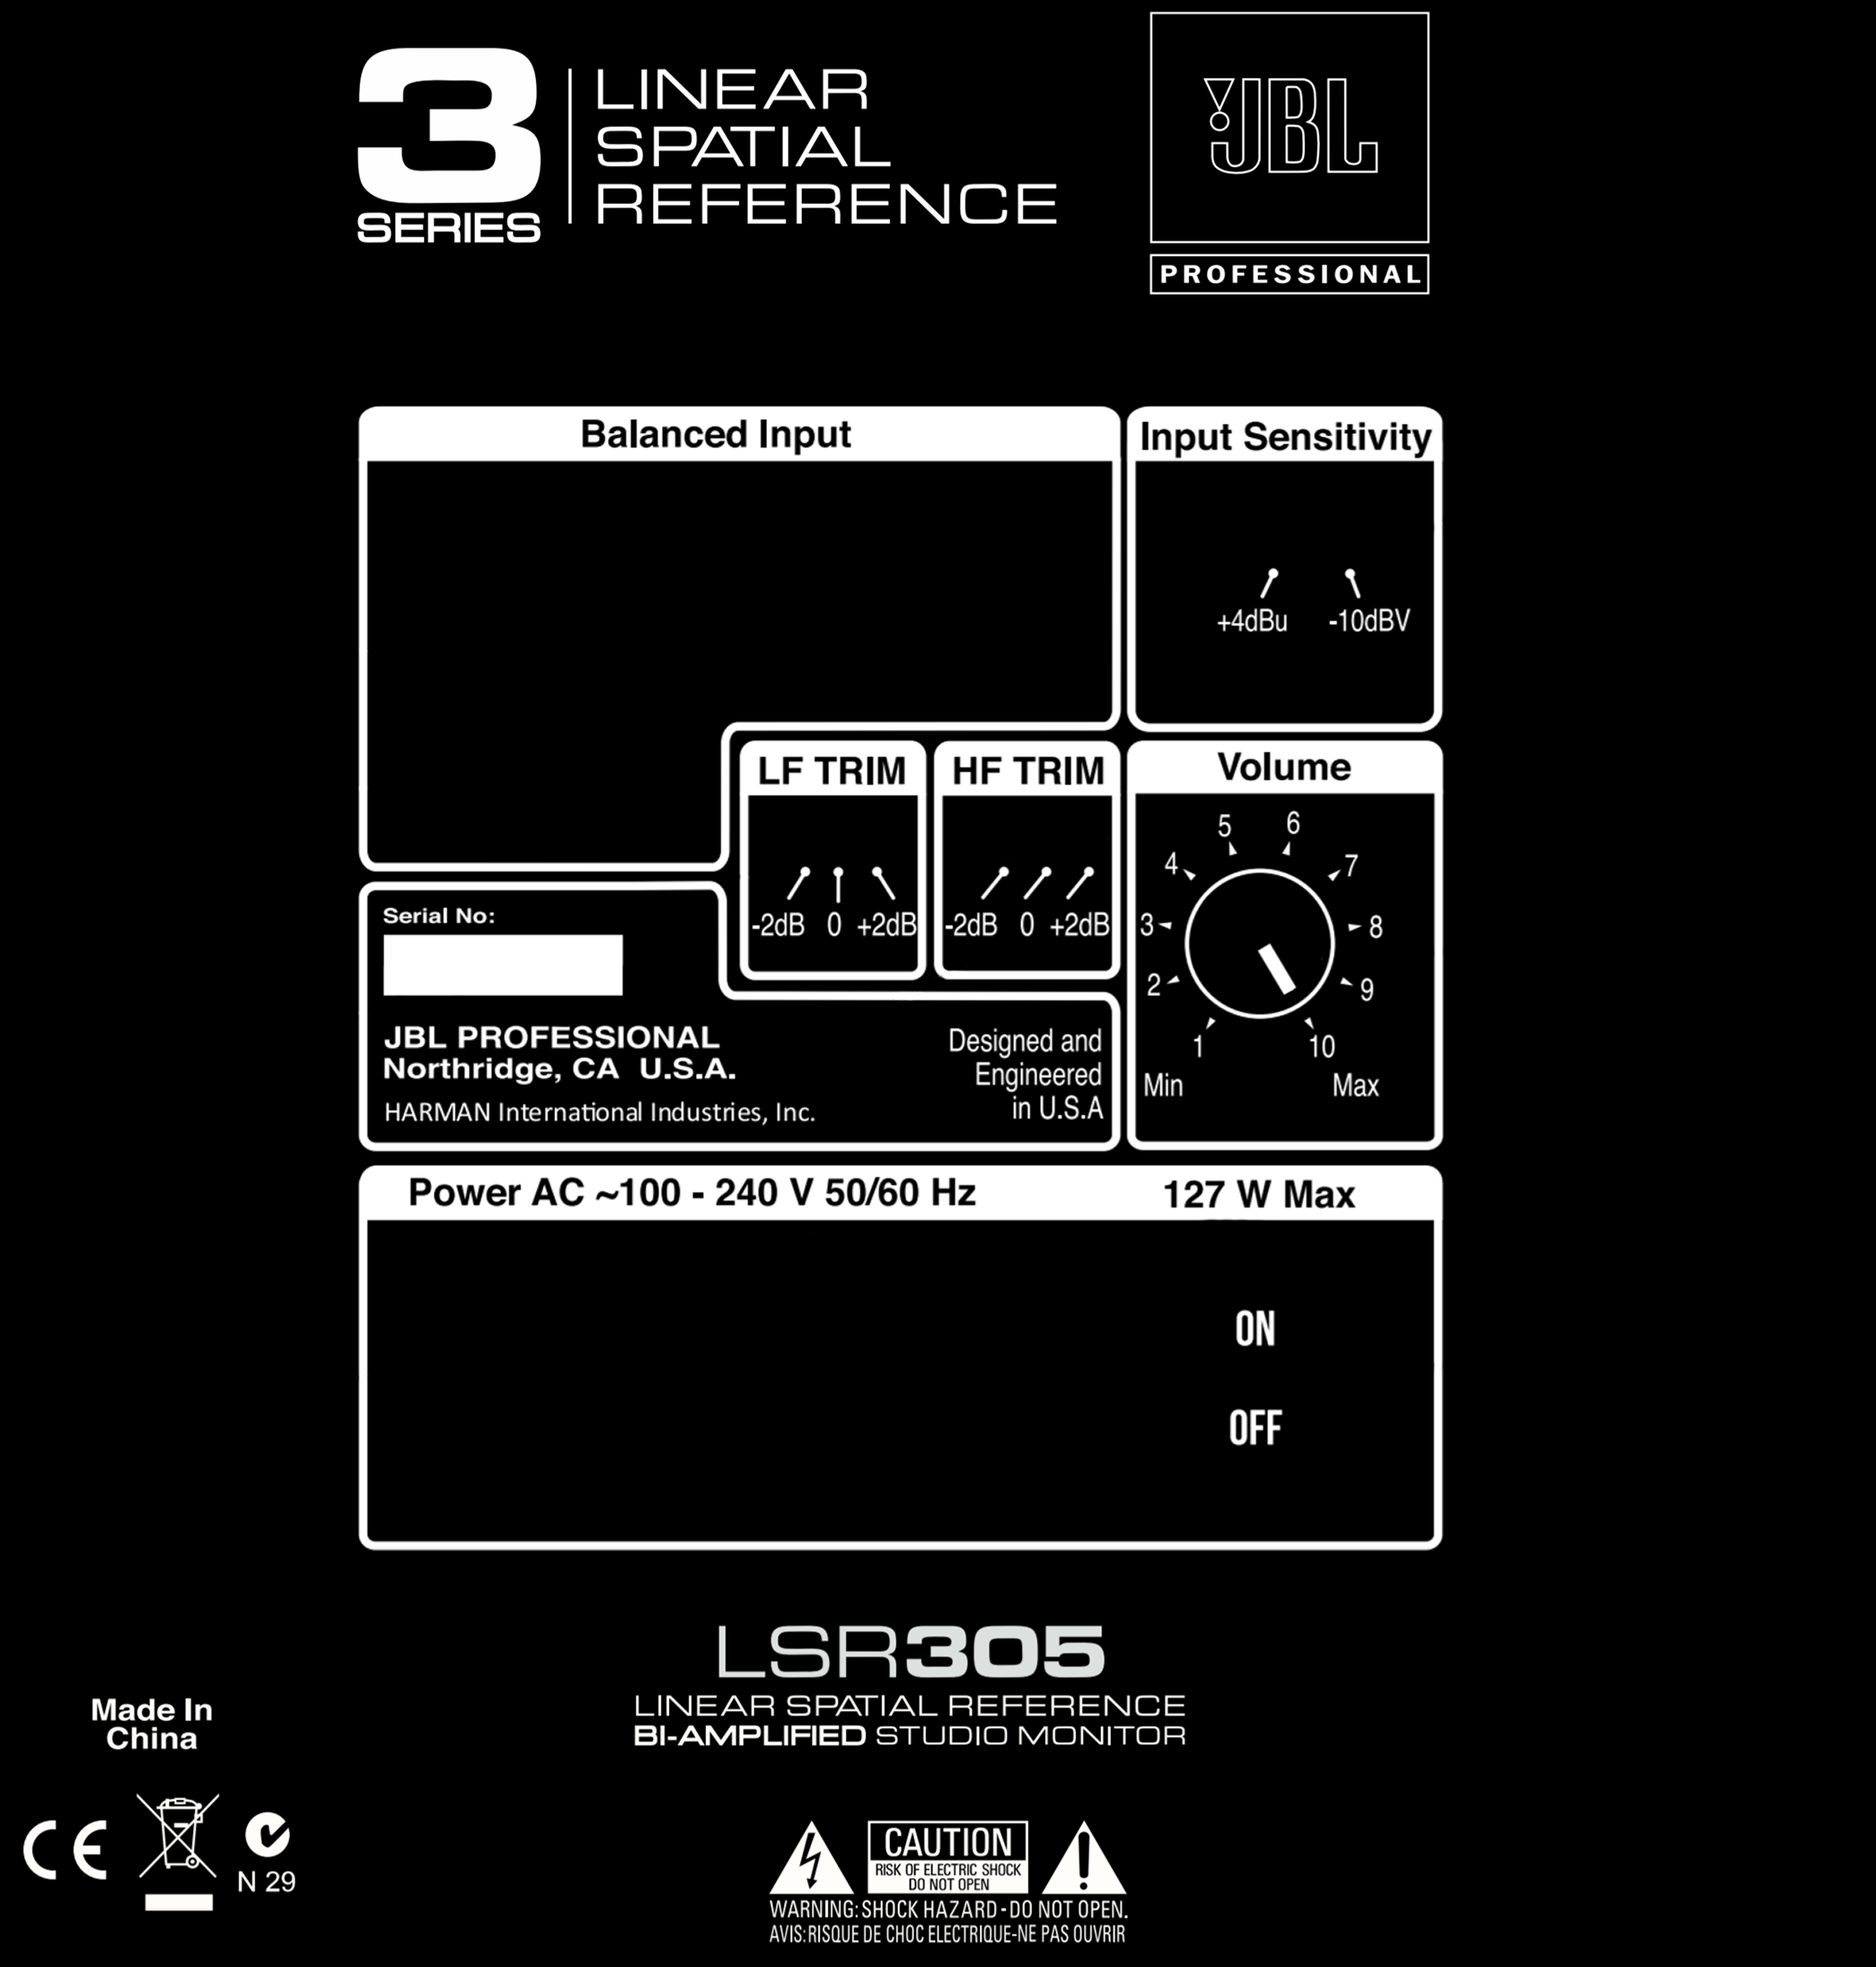 3
SERIES
LINEAR
SPATIAL
REFERENCE
JBL
PROFESSIONAL
Balanced Input
Input Sensitivity
+4dBu -10dBV
LF TRIM
-2dB 0 +2dB
HF TRIM
-2dB 0 +2dB
Volume
5 6
4 7
3 8
2 9
1 10
Min Max
Serial No:
JBL PROFESSIONAL
Northridge, CA U.S.A.
HARMAN International Industries, Inc.
Designed and
Engineered
in U.S.A
Power AC ~100 - 240 V 50/60 Hz 127 W Max
ON
OFF
LSR305
LINEAR SPATIAL REFERENCE
BI-AMPLIFIED STUDIO MONITOR
Made In
China
CE
N 29
CAUTION
RISK OF ELECTRIC SHOCK
DO NOT OPEN
WARNING: SHOCK HAZARD - DO NOT OPEN.
AVIS: RISQUE DE CHOC ELECTRIQUE-NE PAS OUVRIR